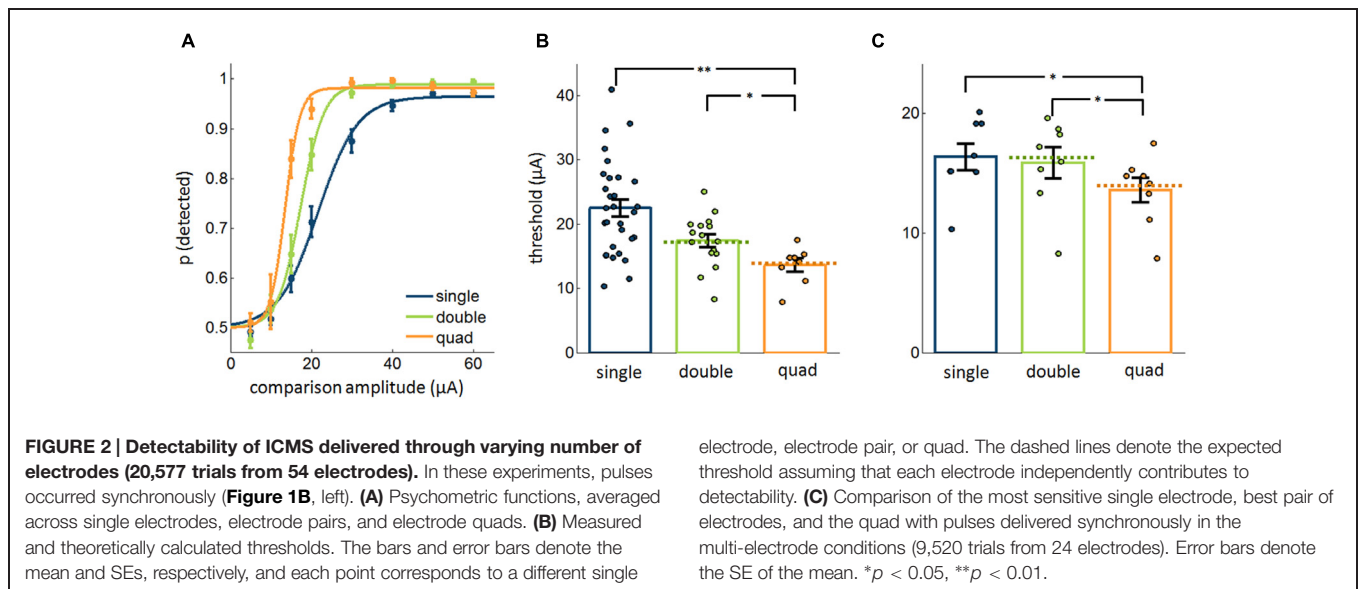 A
p (detected)
1
0.9
0.8
0.7
0.6
0.5
0 20 40 60
comparison amplitude (µA)
single
double
quad
B
threshold (µA)
40
30
20
10
0
**
*
single double quad
C
20
10
0
*
*
single double quad
FIGURE 2 | Detectability of ICMS delivered through varying number of
electrodes (20,577 trials from 54 electrodes). In these experiments, pulses
occurred synchronously (Figure 1B, left). (A) Psychometric functions, averaged
across single electrodes, electrode pairs, and electrode quads. (B) Measured
and theoretically calculated thresholds. The bars and error bars denote the
mean and SEs, respectively, and each point corresponds to a different single
electrode, electrode pair, or quad. The dashed lines denote the expected
threshold assuming that each electrode independently contributes to
detectability. (C) Comparison of the most sensitive single electrode, best pair of
electrodes, and the quad with pulses delivered synchronously in the
multi-electrode conditions (9,520 trials from 24 electrodes). Error bars denote
the SE of the mean. *p < 0.05, **p < 0.01.